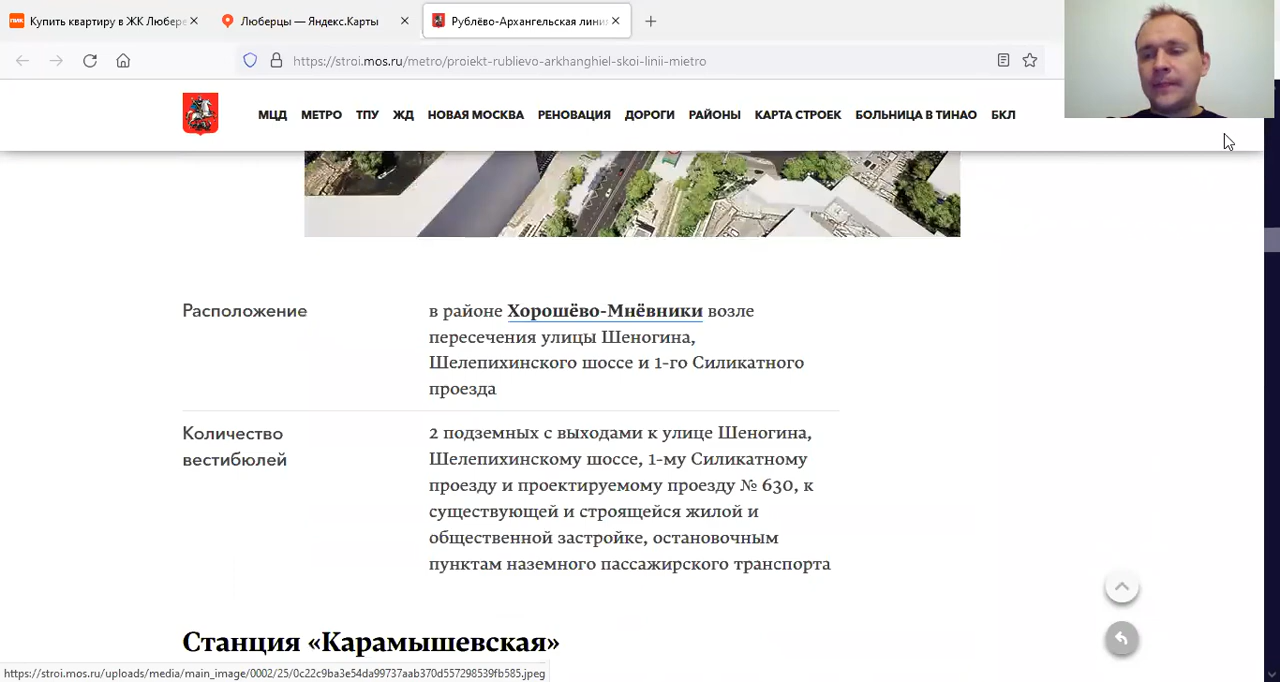 ПИК Купить квартиру в ЖК Любере
Люберцы — Яндекс.Карты
Рублёво-Архангельская лини
https://stroi.mos.ru/metro/proiekt-rublievo-arkhanghiel-skoi-linii-mietro
МЦД МЕТРО ТПУ ЖД НОВАЯ МОСКВА РЕНОВАЦИЯ ДОРОГИ РАЙОНЫ КАРТА СТРОЕК БОЛЬНИЦА В ТИНАО БКЛ
Расположение
в районе Хорошёво-Мнёвники возле
пересечения улицы Шеногина,
Шелепихинского шоссе и 1-го Силикатного
проезда
Количество
вестибюлей
2 подземных с выходами к улице Шеногина,
Шелепихинскому шоссе, 1-му Силикатному
проезду и проектируемому проезду № 630, к
существующей и строящейся жилой и
общественной застройке, остановочным
пунктам наземного пассажирского транспорта
Станция «Карамышевская»
https://stroi.mos.ru/uploads/media/main_image/0002/25/0c22c9ba3e54da99737aab370d557298539fb585.jpeg